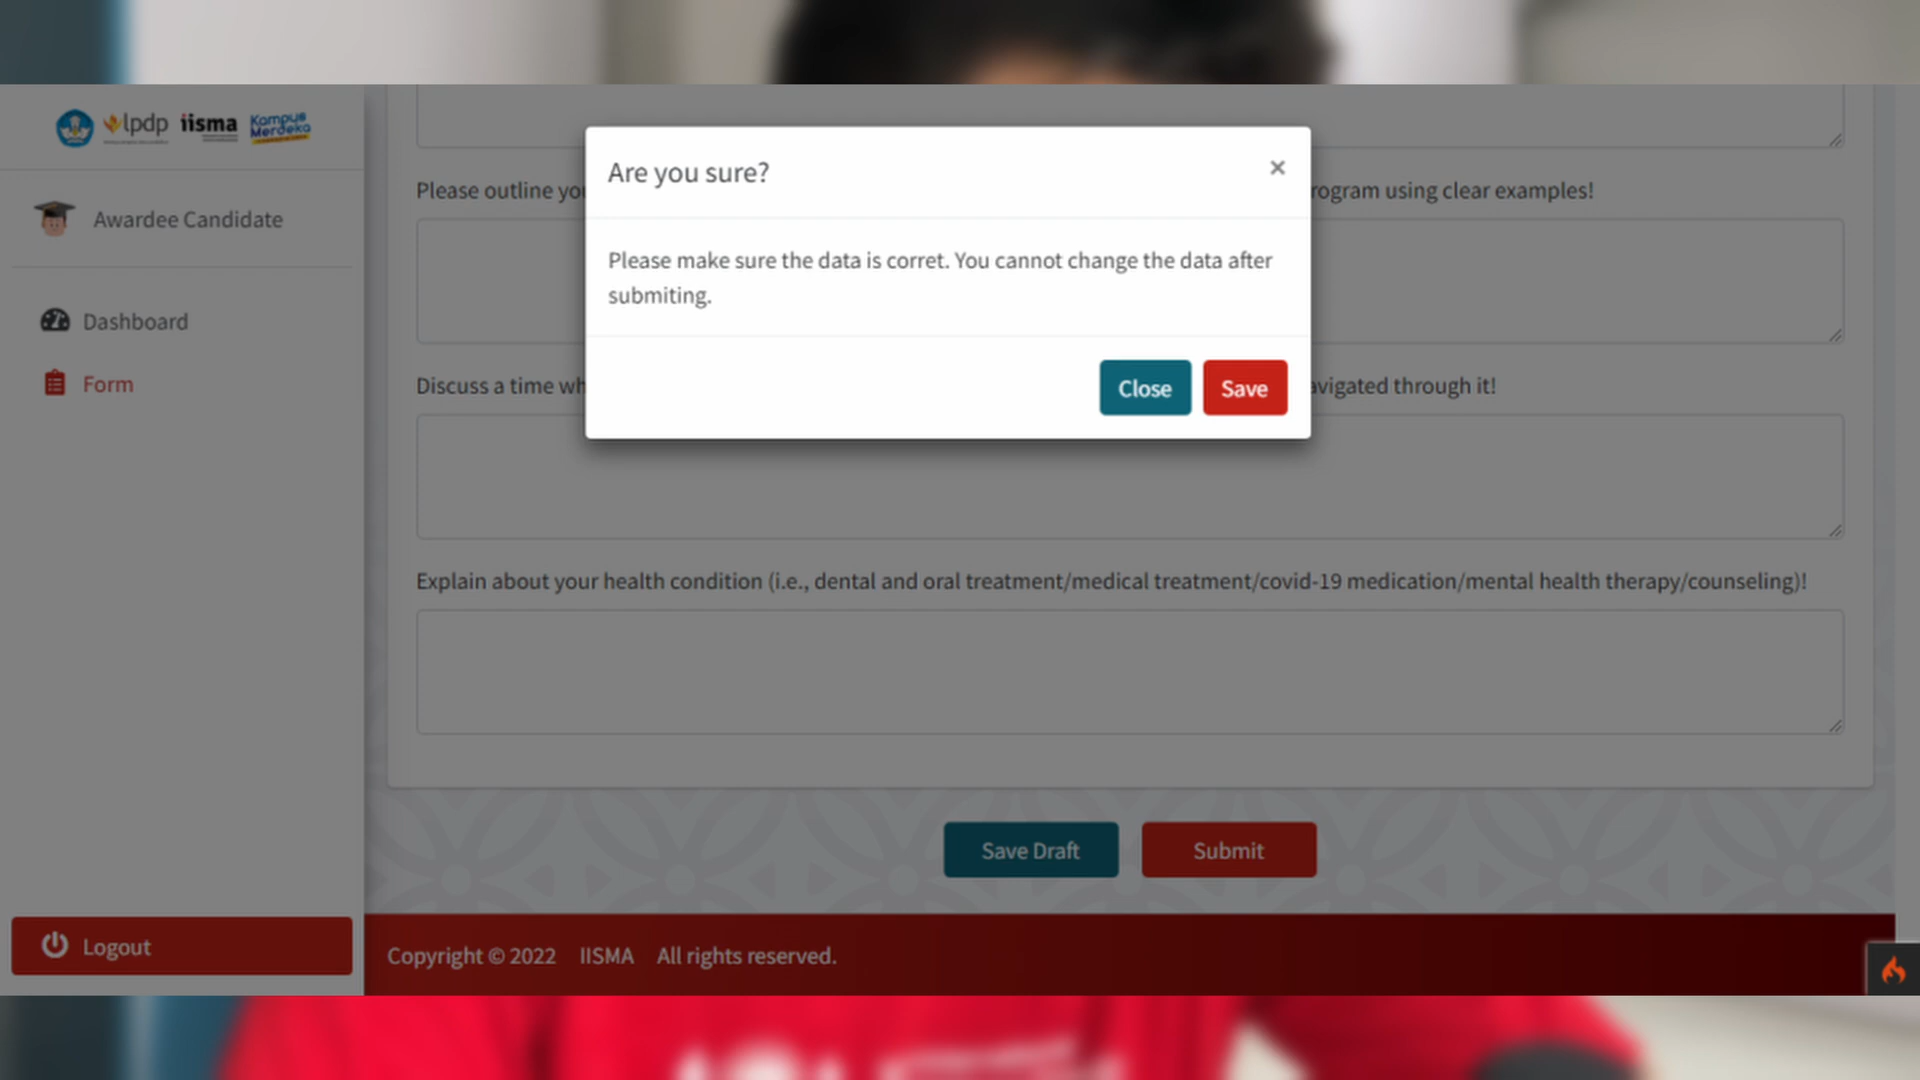 lpdp iisma Kampus
Merdeka
Awardee Candidate
Dashboard
Form
Logout
Please outline rogram using clear examples!
Discuss a time avigated through it!
Explain about your health condition (i.e., dental and oral treatment/medical treatment/covid-19 medication/mental health therapy/counseling)!
Are you sure?
×
Please make sure the data is corret. You cannot change the data after
submiting.
Close Save
Save Draft Submit
Copyright © 2022 IISMA All rights reserved.